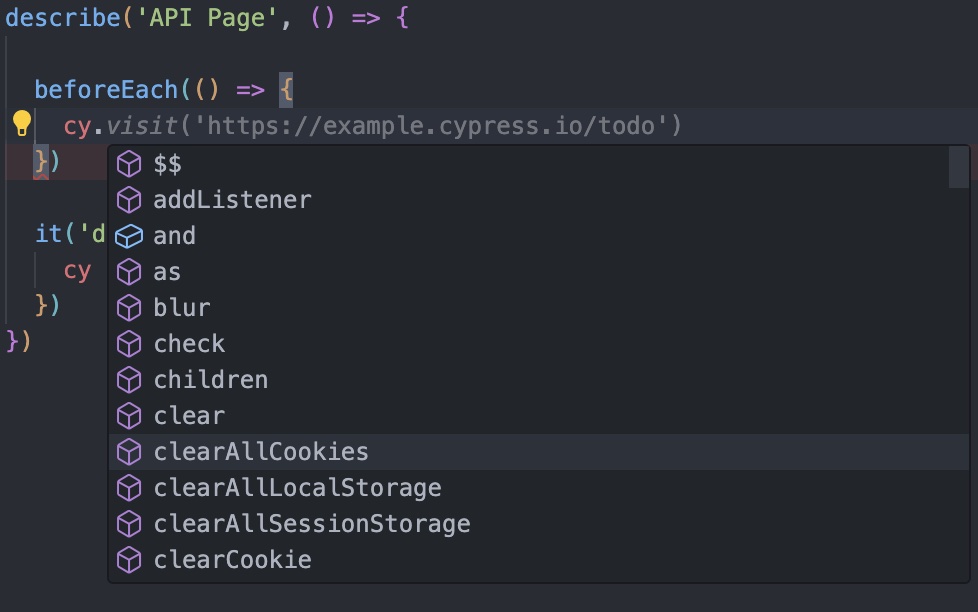 describe('API Page', () => {
beforeEach(() => {
cy.visit('https://example.cypress.io/todo')
})
$$
addListener
it('d
and
cy
as
})
blur
})
check
children
clear
clearAllCookies
clearAllLocalStorage
clearAllSessionStorage
clearCookie